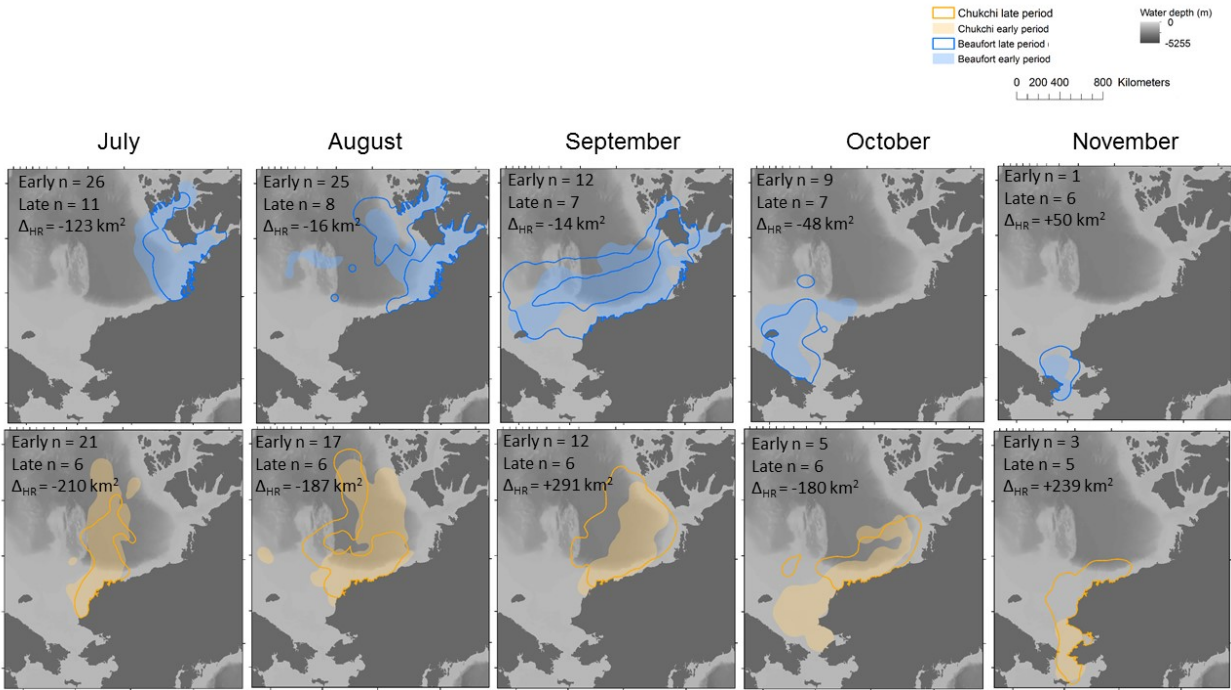 Chukchi late period
Chukchi early period
Beaufort late period
Beaufort early period
Water depth (m)
0
-5255
0 200 400 800 Kilometers
July
August
September
October
November
Early n = 26
Late n = 11
ΔHR = -123 km²
Early n = 25
Late n = 8
ΔHR = -16 km²
Early n = 12
Late n = 7
ΔHR = -14 km²
Early n = 9
Late n = 7
ΔHR = -48 km²
Early n = 1
Late n = 6
ΔHR = +50 km²
Early n = 21
Late n = 6
ΔHR = -210 km²
Early n = 17
Late n = 6
ΔHR = -187 km²
Early n = 12
Late n = 6
ΔHR = +291 km²
Early n = 5
Late n = 6
ΔHR = -180 km²
Early n = 3
Late n = 5
ΔHR = +239 km²